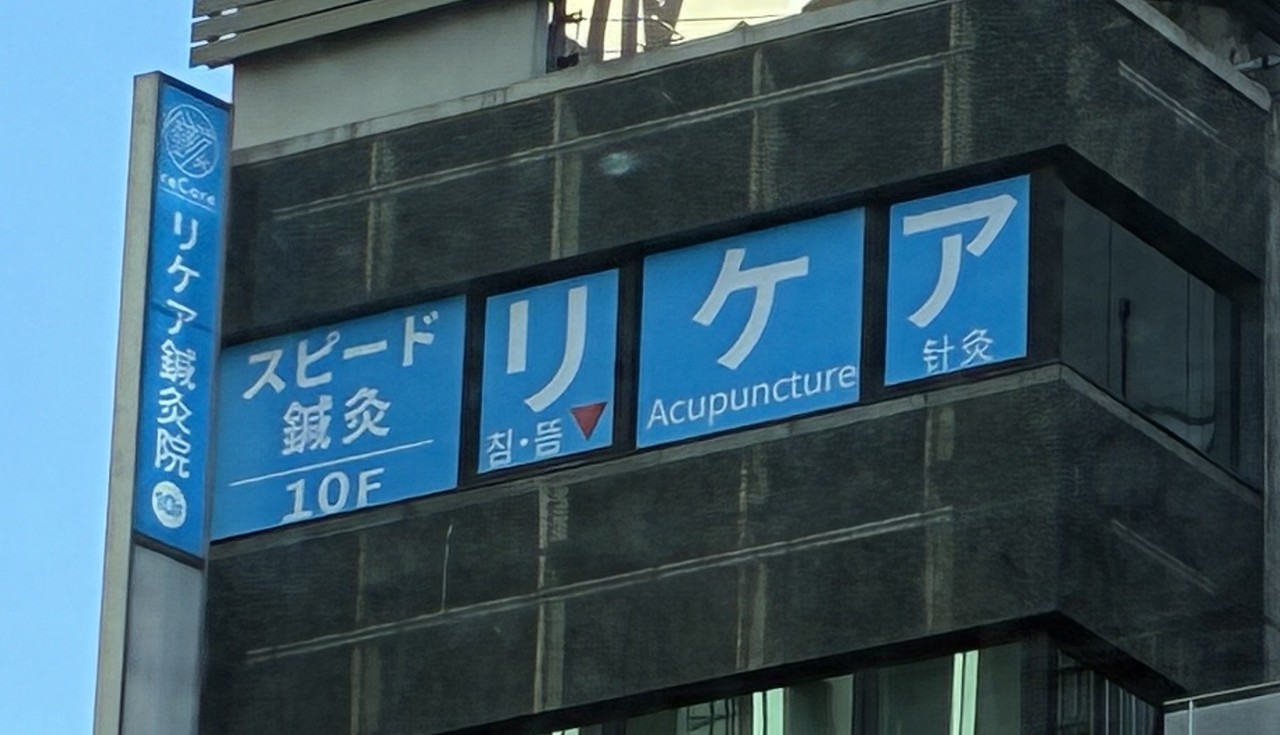 reCare
リケア鍼灸院
スピード
鍼灸
10F
リケア
침·뜸
Acupuncture
针灸